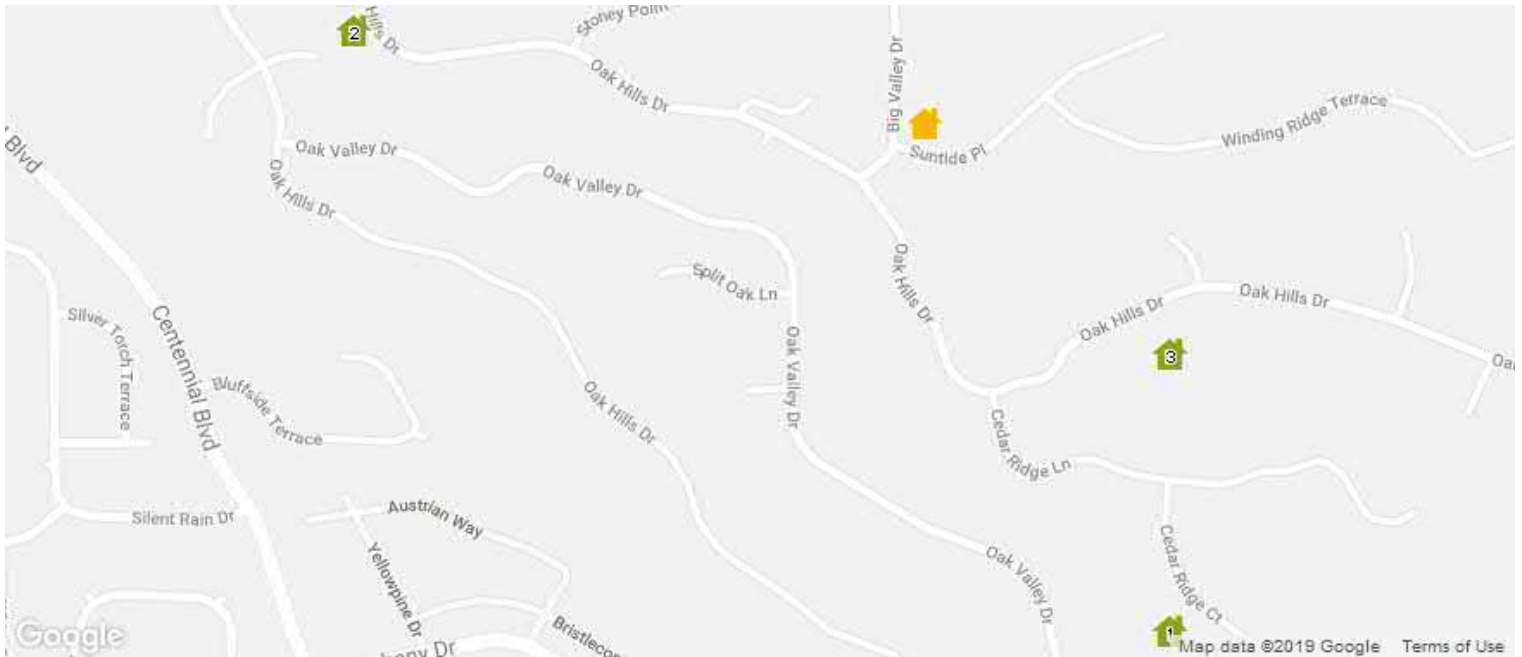 2
Hills Dr
Stoney Point
Oak Hills Dr
Big Valley Dr
Suntide Pl
Winding Ridge Terrace
Blvd
Oak Valley Dr
Oak Valley Dr
Oak Hills Dr
Split Oak Ln
Oak Hills Dr
Oak Hills Dr
Oak Hills Dr
Silver Torch Terrace
Centennial Blvd
Bluffside Terrace
Oak Valley Dr
3
Oak Hills Dr
Cedar Ridge Ln
Silent Rain Dr
Austrian Way
Yellowpine Dr
Oak Valley Dr
Cedar Ridge Ct
Bristlecon
1
Google
Map data ©2019 Google
Terms of Use